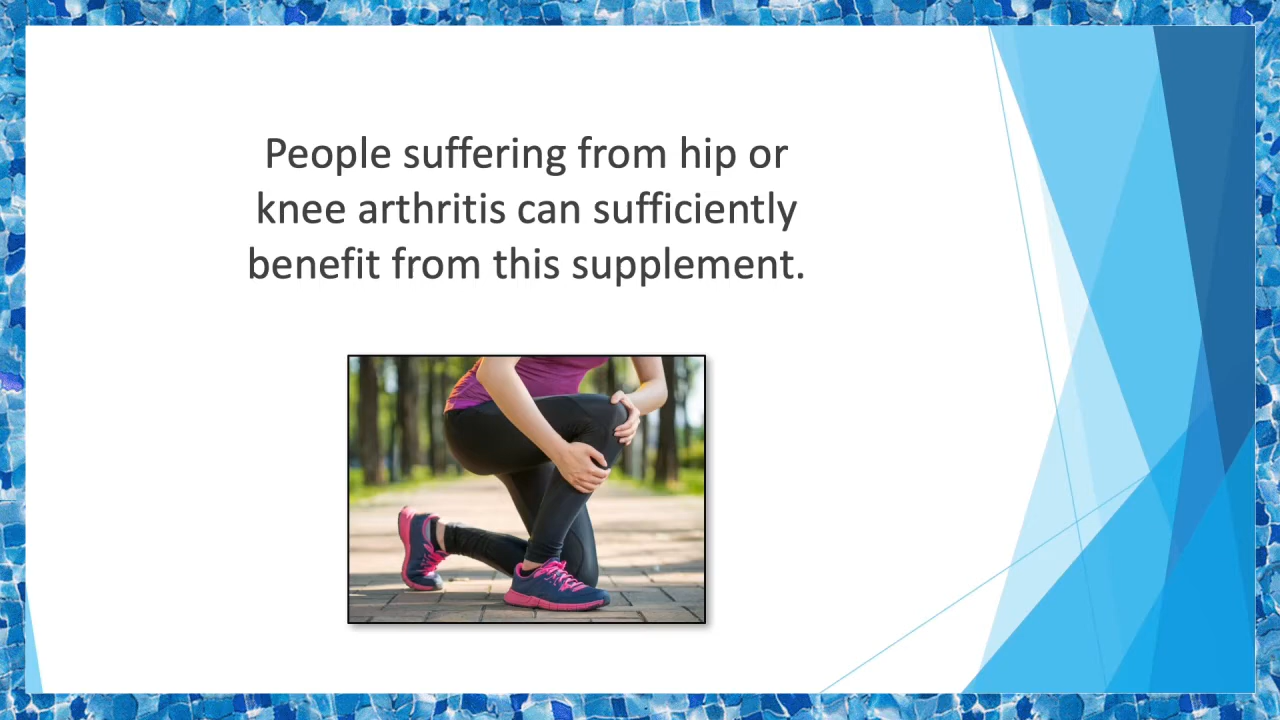 People suffering from hip or
knee arthritis can sufficiently
benefit from this supplement.